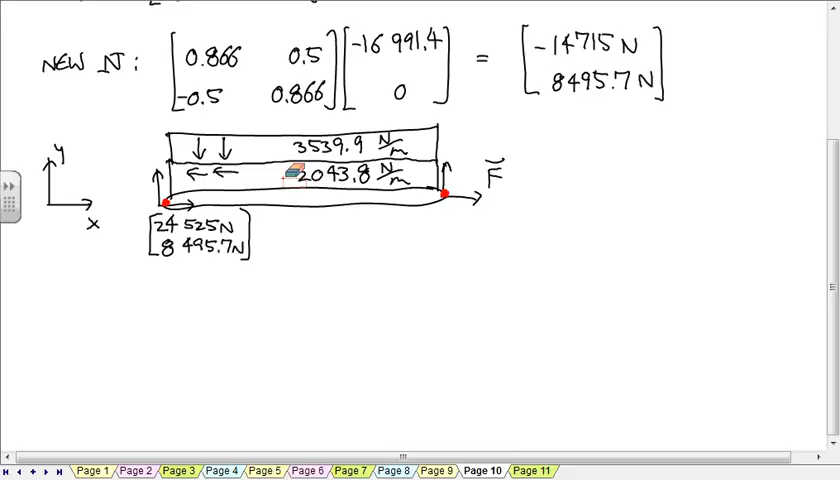 NEW N: [0.866 0.5 [-16 991.4 = [-14715 N
-0.5 0.866] 0] 8495.7 N]
3539.9 N/m
2043.8 N/m
y
x
F
[24 525N
8 495.7N]
Page 1 Page 2 Page 3 Page 4 Page 5 Page 6 Page 7 Page 8 Page 9 Page 10 Page 11